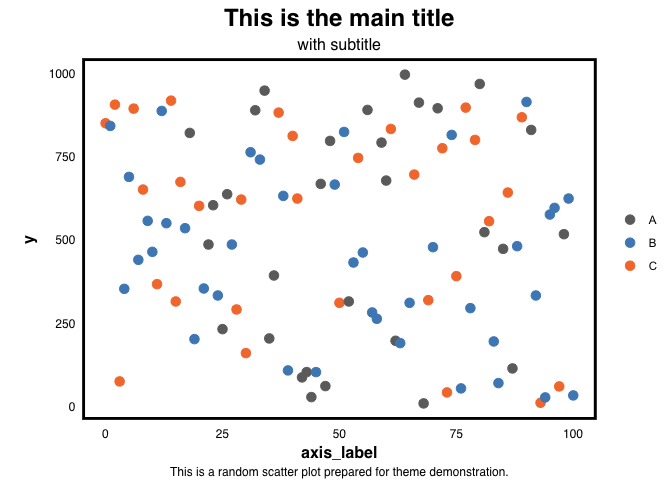 This is the main title
with subtitle
1000
750
500
250
0
y
0 25 50 75 100
axis_label
This is a random scatter plot prepared for theme demonstration.
A
B
C